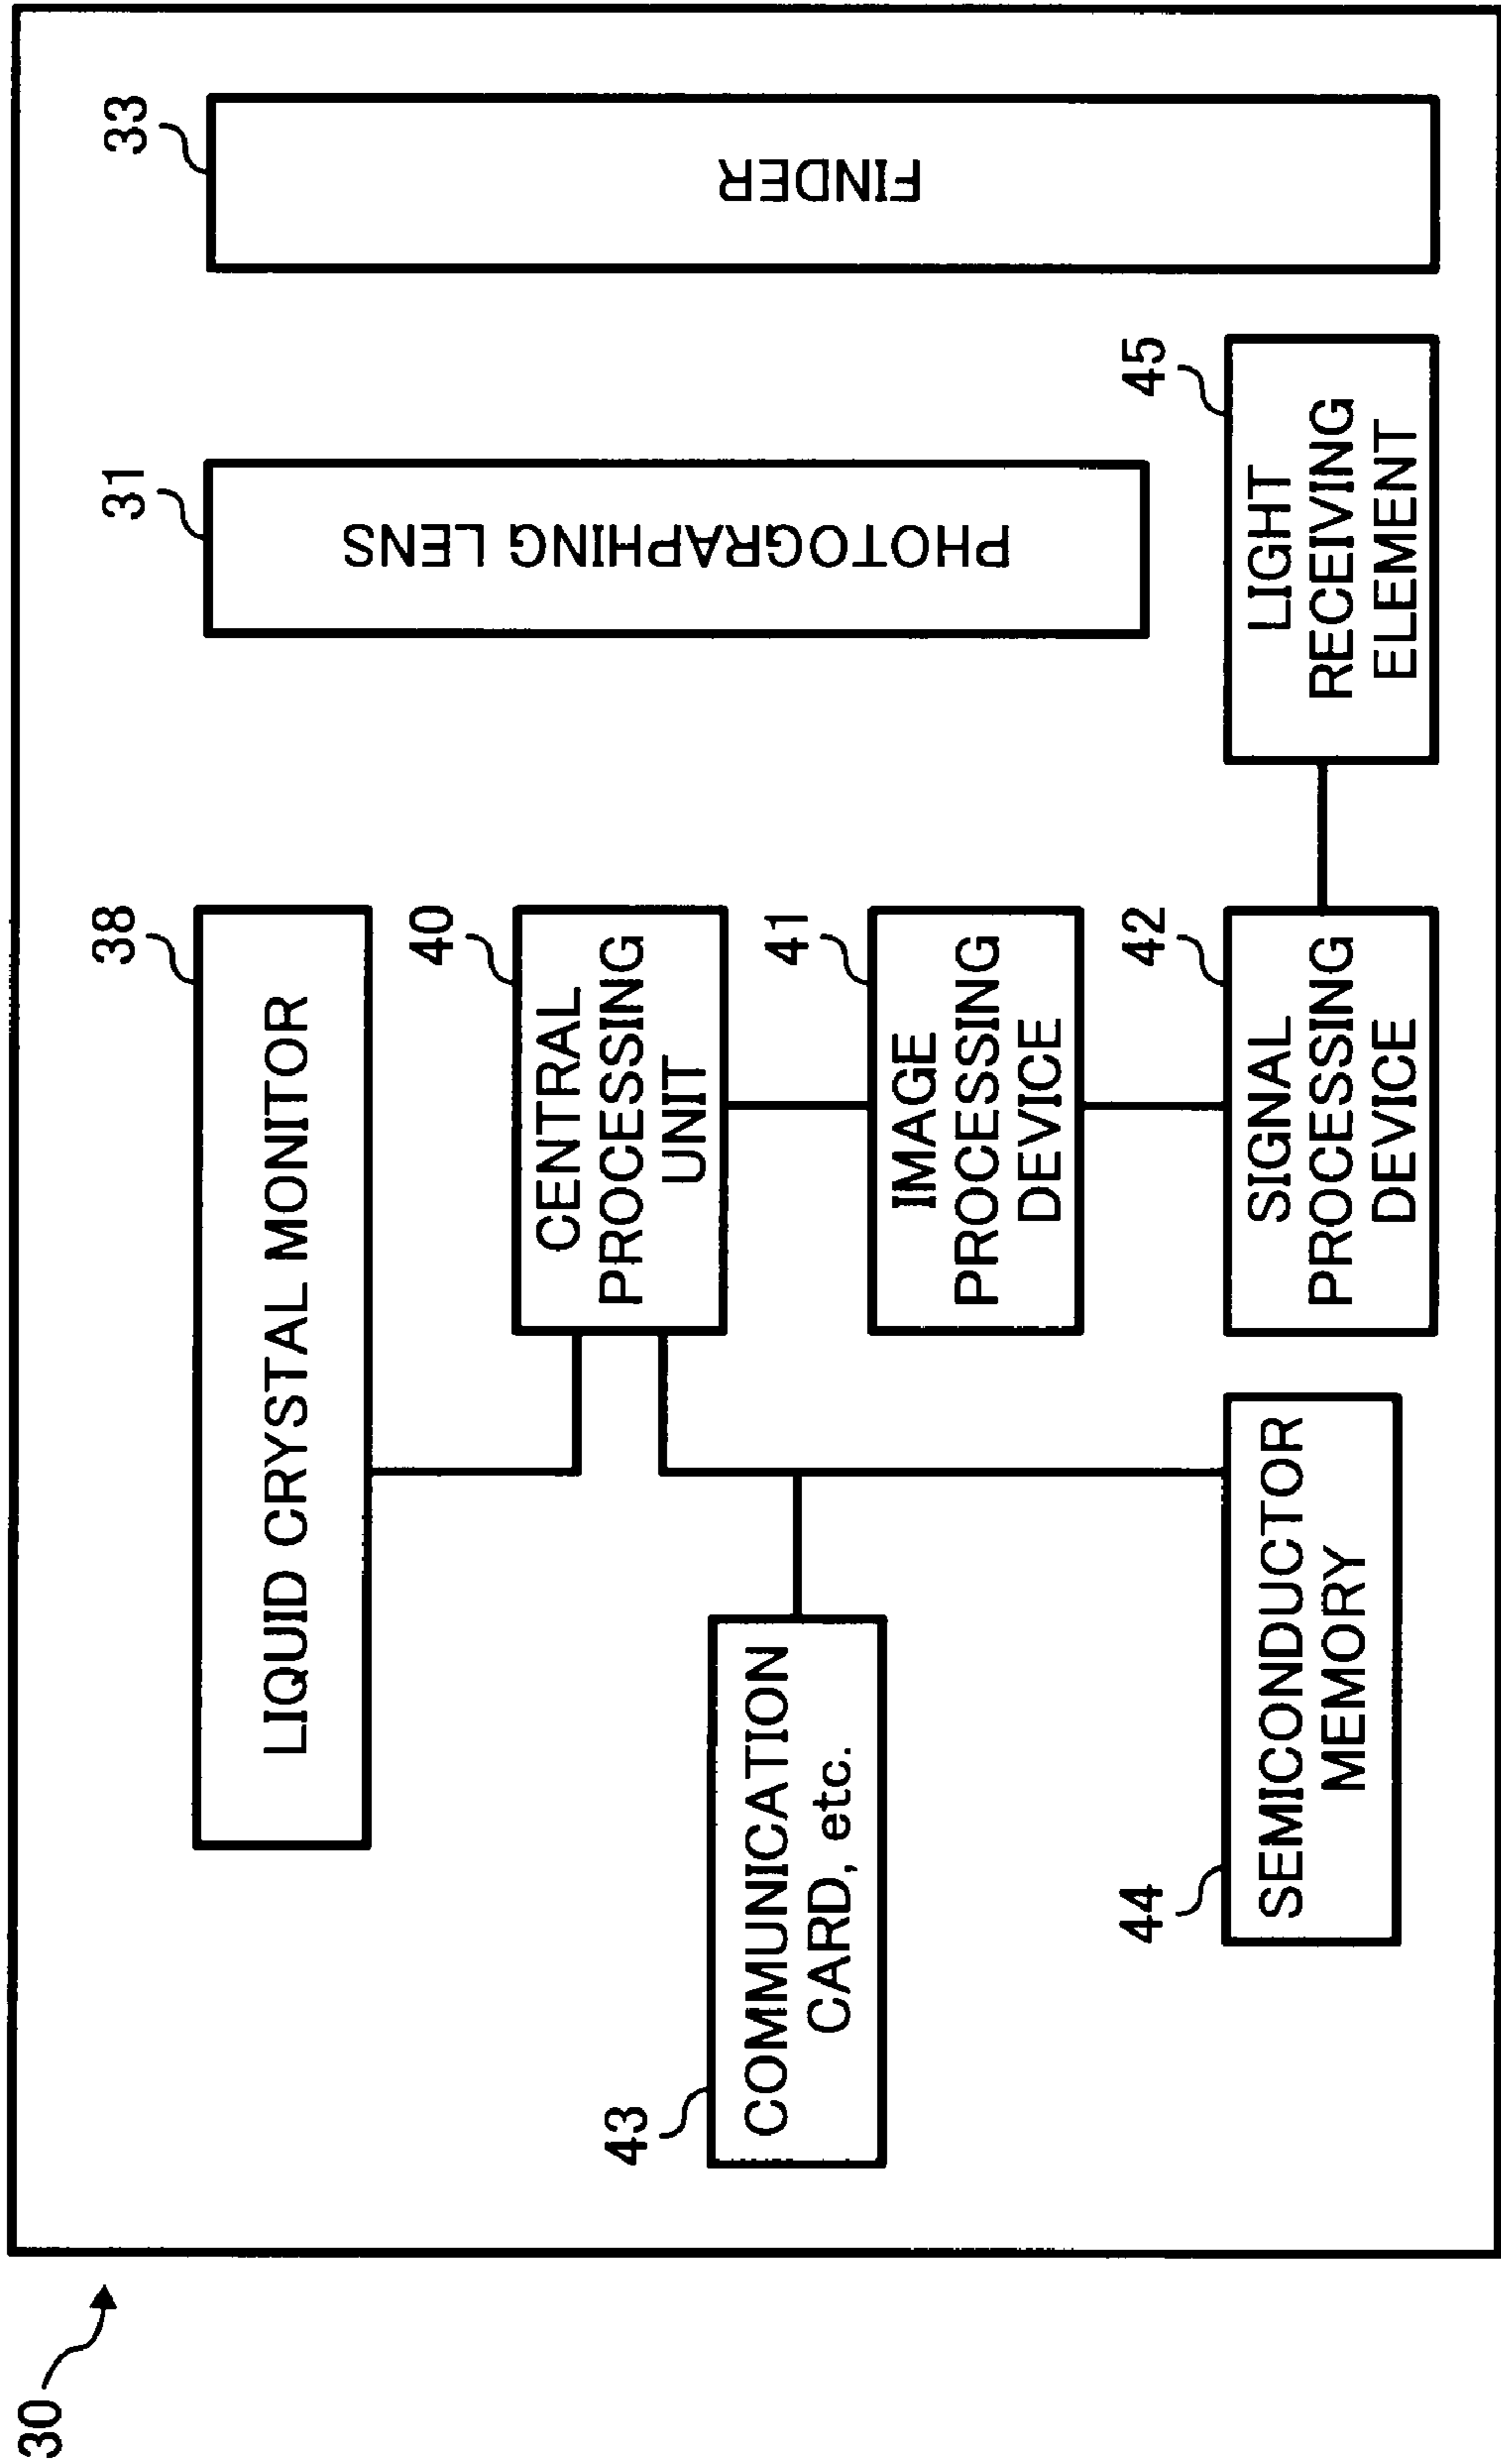 30
38
LIQUID CRYSTAL MONITOR
31
PHOTOGRAPHING LENS
33
FINDER
40
CENTRAL
PROCESSING
UNIT
43
COMMUNICATION
CARD, etc.
41
IMAGE
PROCESSING
DEVICE
44
SEMICONDUCTOR
MEMORY
42
SIGNAL
PROCESSING
DEVICE
45
LIGHT
RECEIVING
ELEMENT